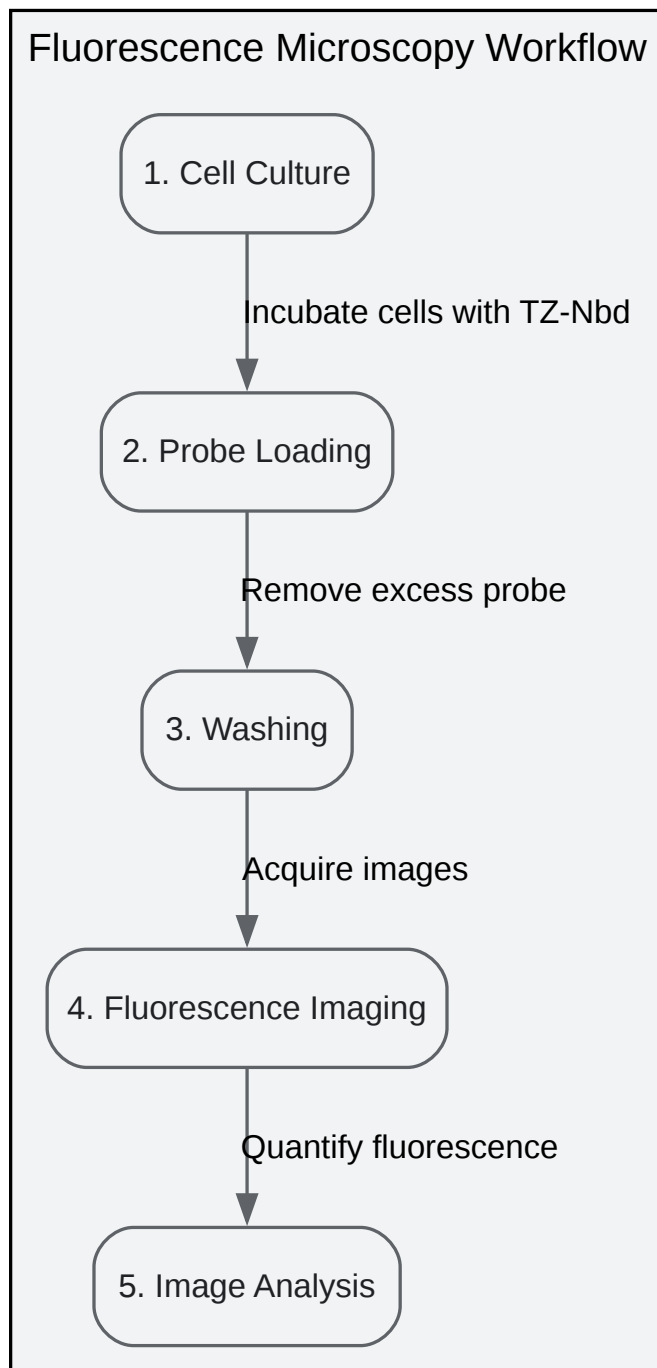 Fluorescence Microscopy Workflow
1. Cell Culture
Incubate cells with TZ-Nbd
2. Probe Loading
Remove excess probe
3. Washing
Acquire images
4. Fluorescence Imaging
Quantify fluorescence
5. Image Analysis